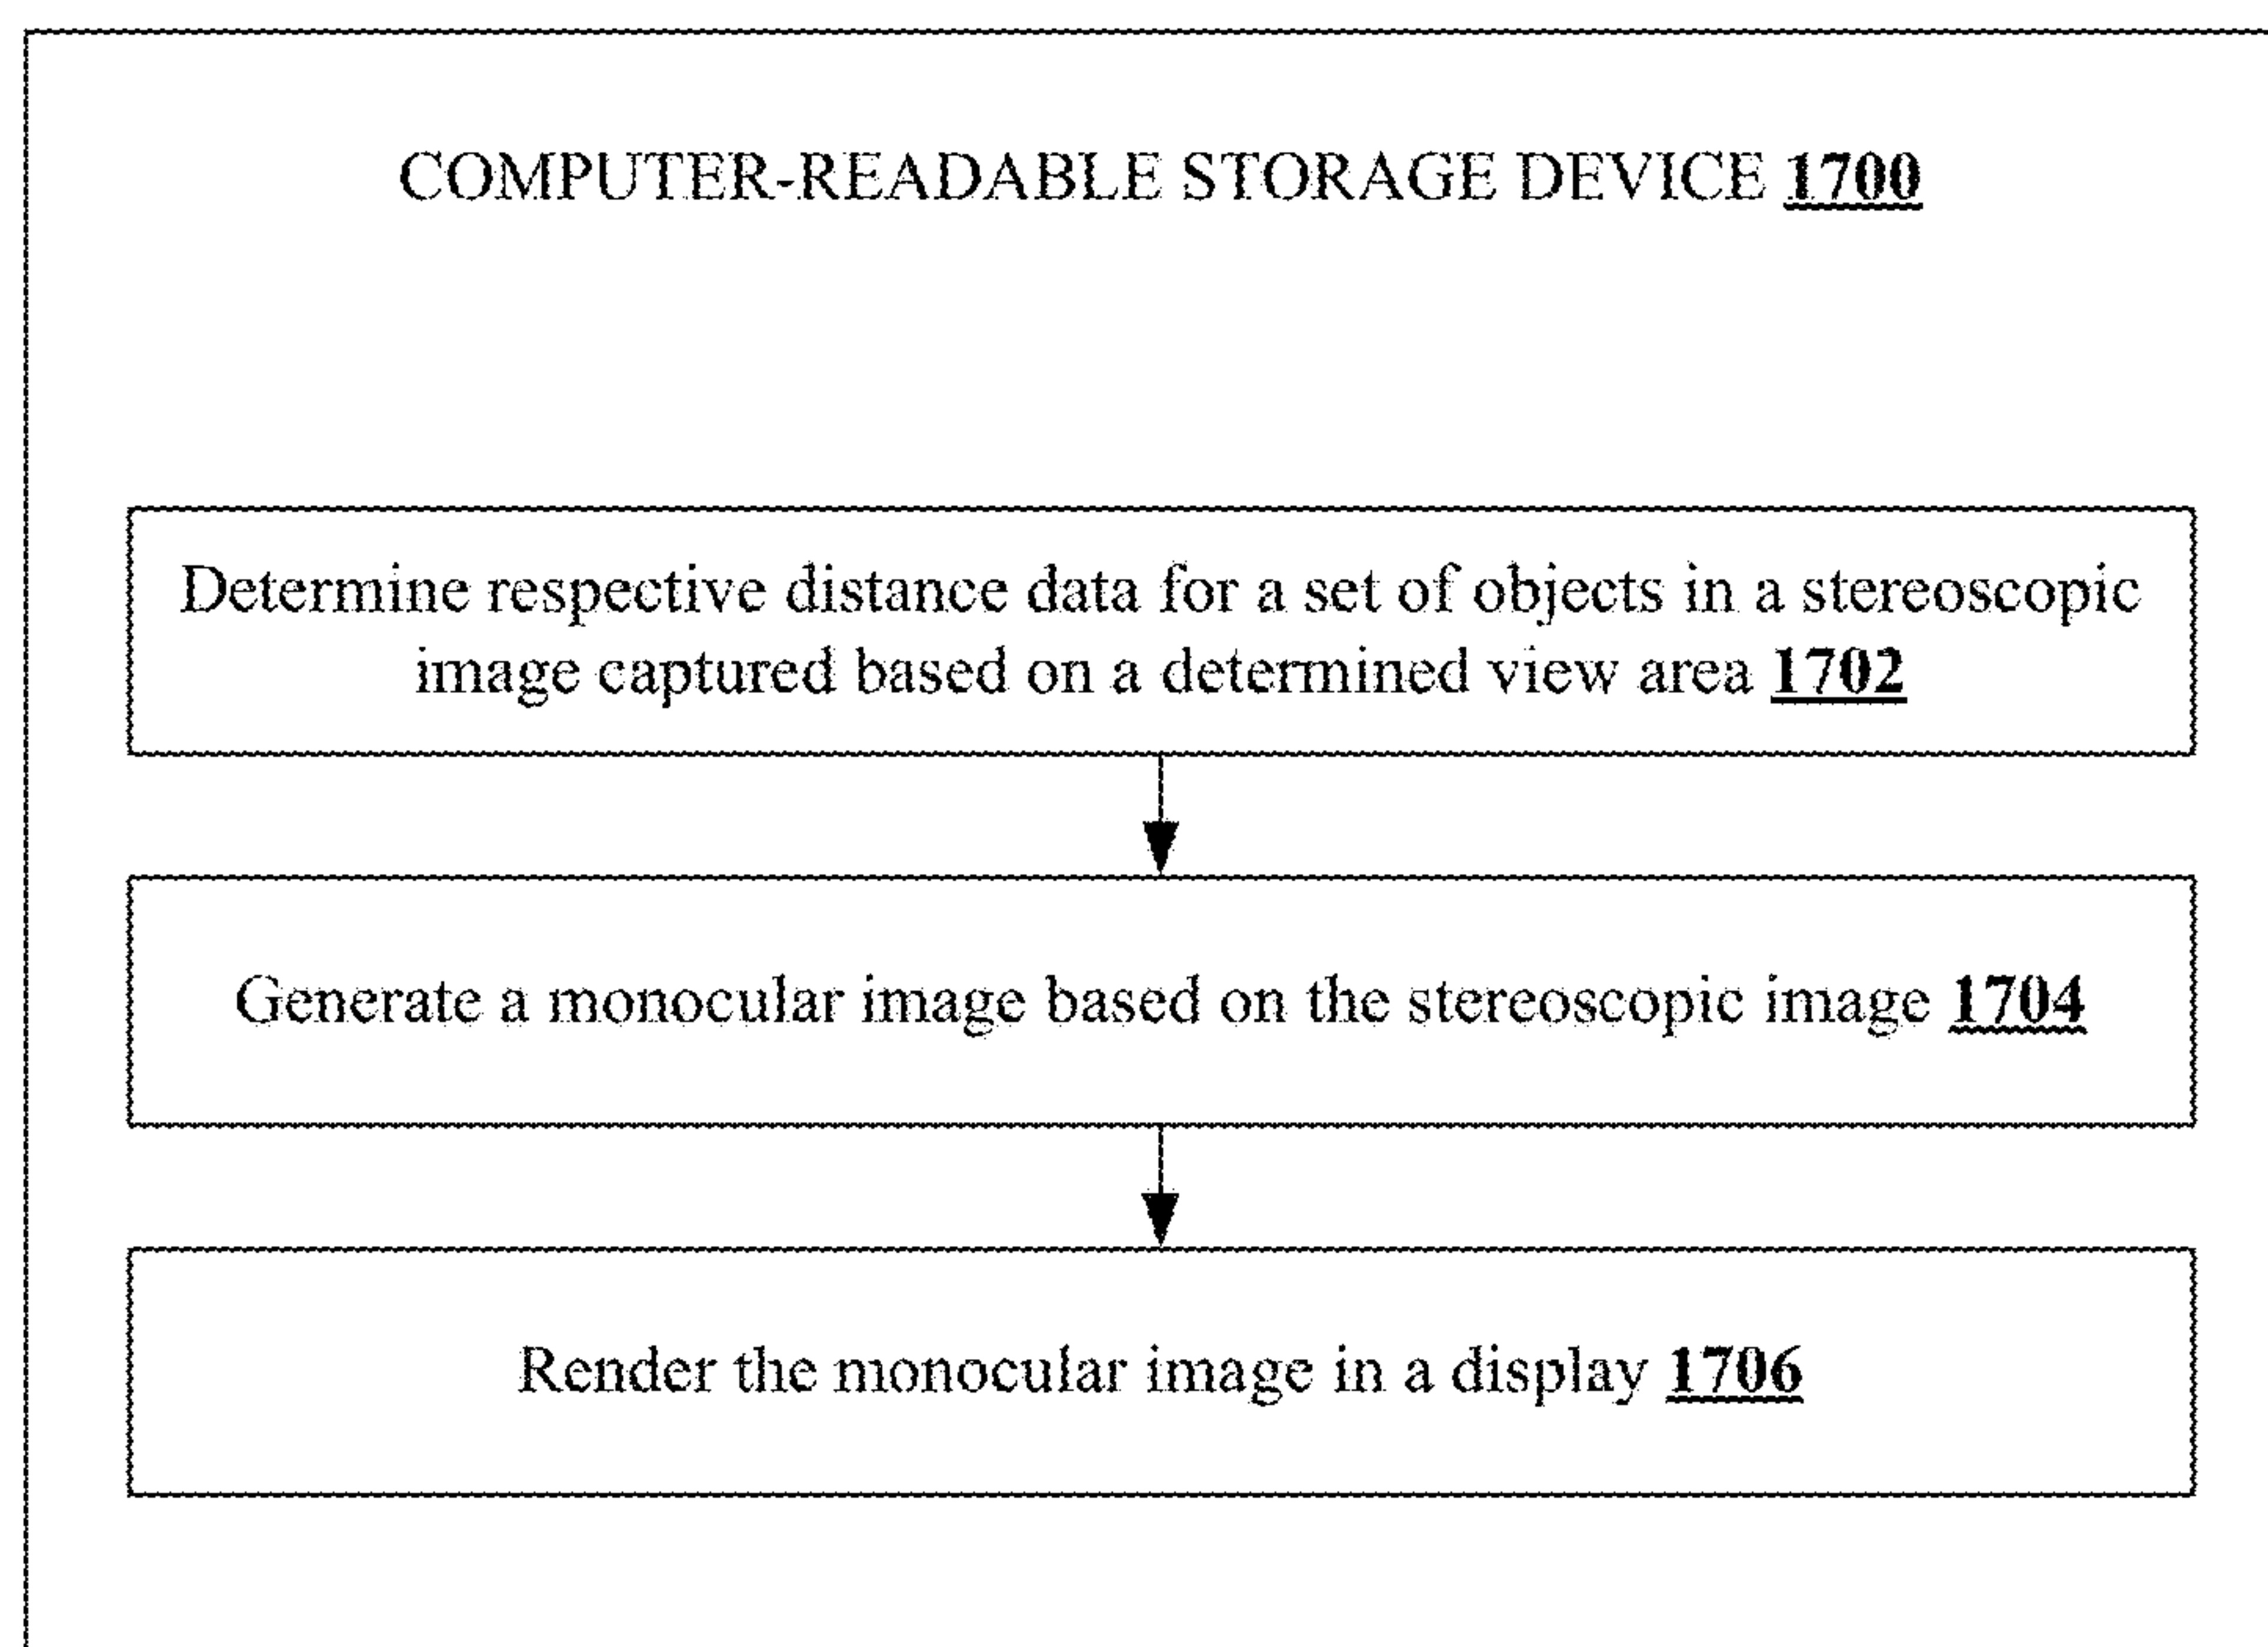 COMPUTER-READABLE STORAGE DEVICE 1700
Determine respective distance data for a set of objects in a stereoscopic
image captured based on a determined view area 1702
Generate a monocular image based on the stereoscopic image 1704
Render the monocular image in a display 1706